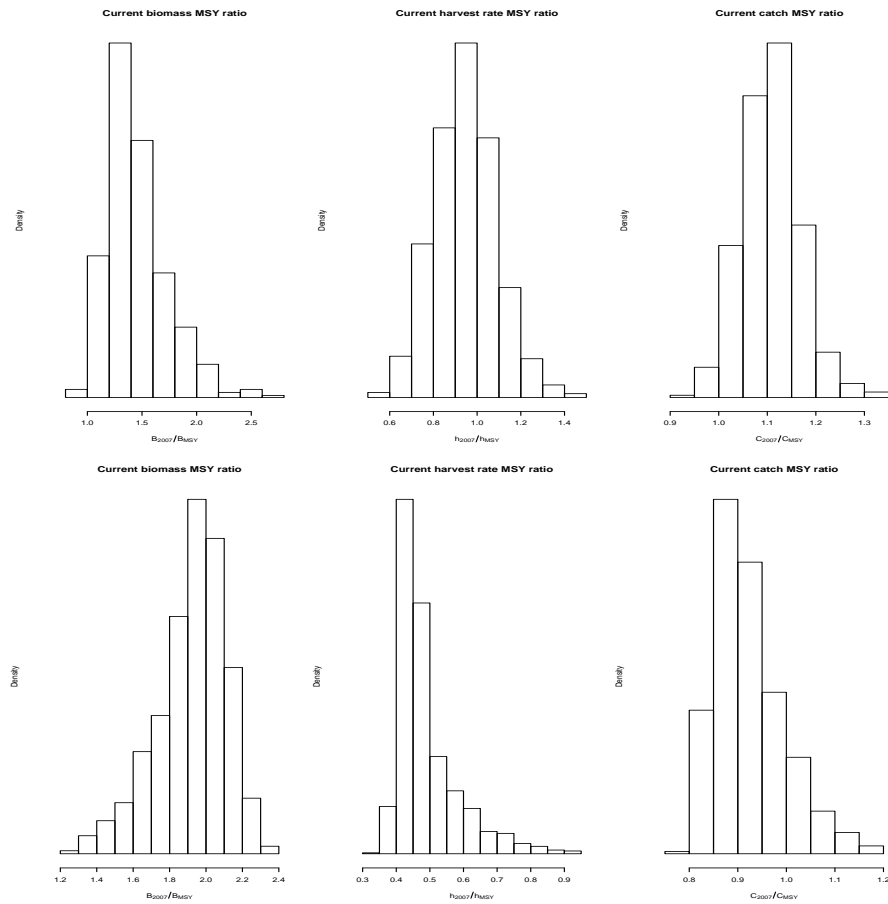 Current biomass MSY ratio
Density
1.0 1.5 2.0 2.5
B2007/BMSY
Current harvest rate MSY ratio
Density
0.6 0.8 1.0 1.2 1.4
h2007/hMSY
Current catch MSY ratio
Density
0.9 1.0 1.1 1.2 1.3
C2007/CMSY
Current biomass MSY ratio
Density
1.2 1.4 1.6 1.8 2.0 2.2 2.4
B2007/BMSY
Current harvest rate MSY ratio
Density
0.3 0.4 0.5 0.6 0.7 0.8 0.9
h2007/hMSY
Current catch MSY ratio
Density
0.8 0.9 1.0 1.1 1.2
C2007/CMSY